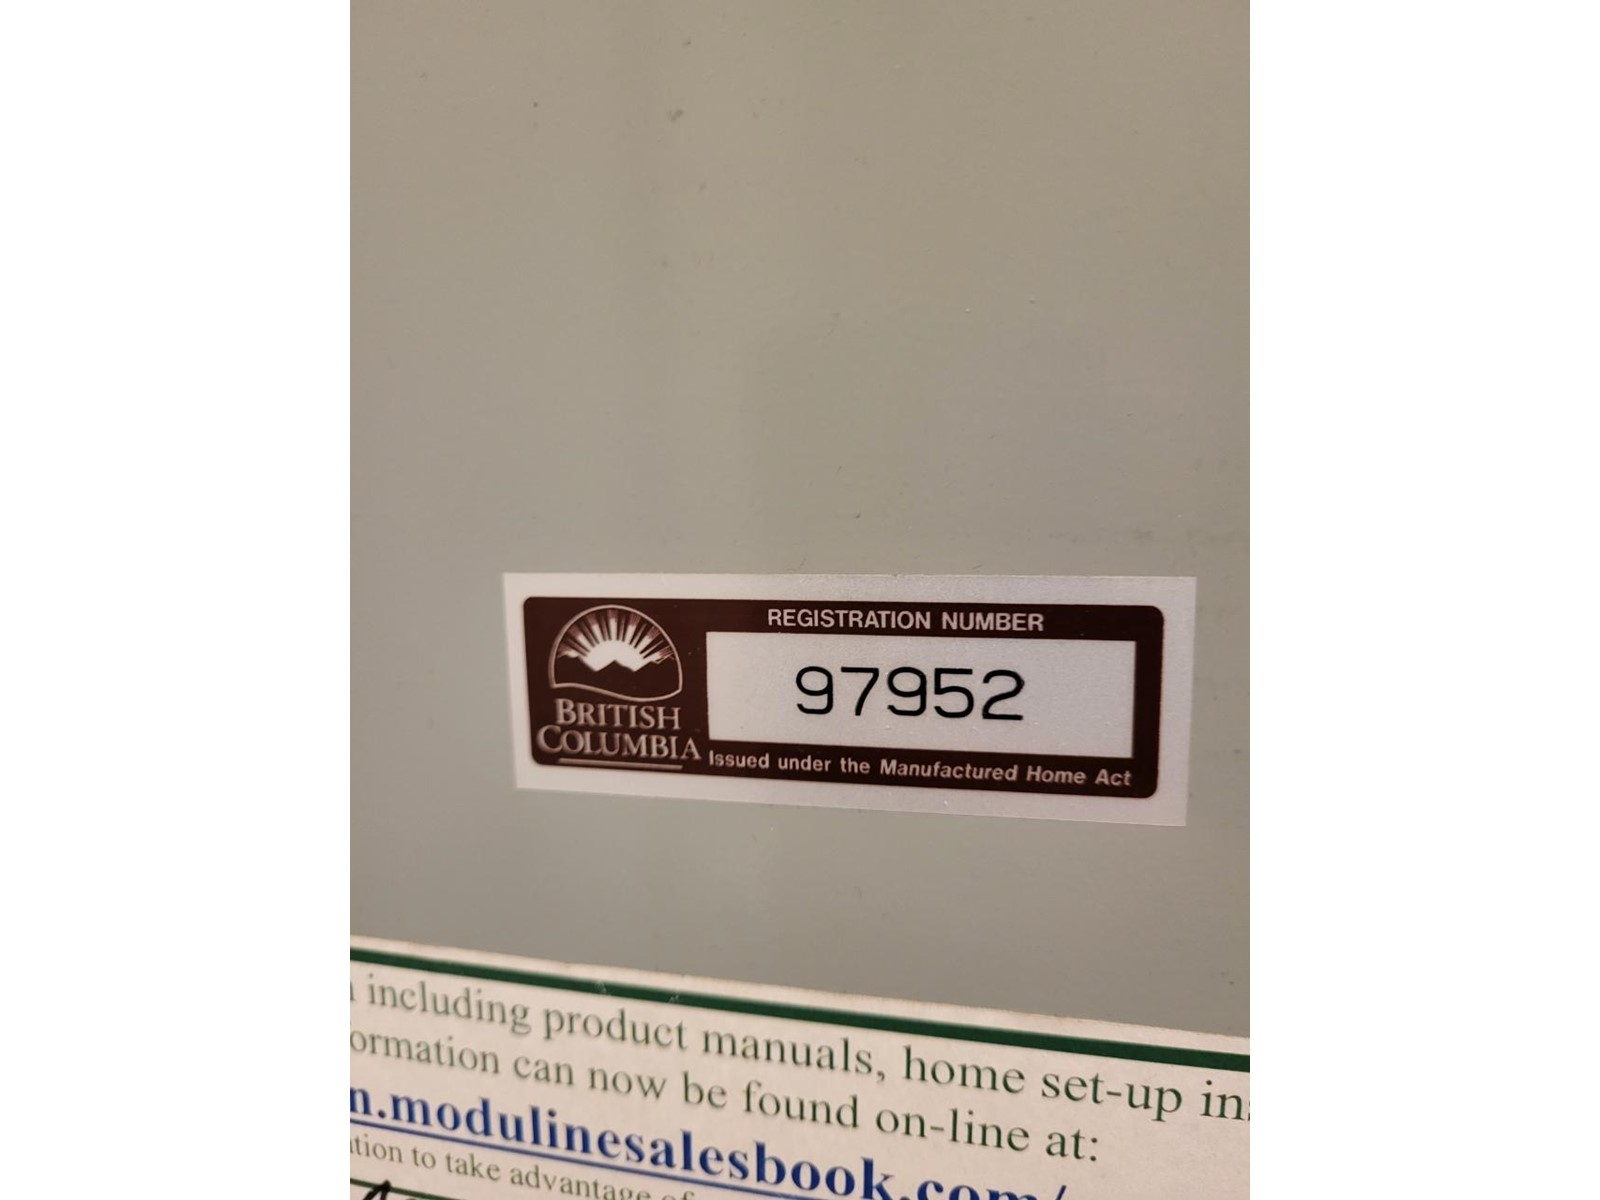 REGISTRATION NUMBER
97952
BRITISH
COLUMBIA
Issued under the Manufactured Home Act
including product manuals, home set-up
ormation can now be found on-line at:
n.modulinesalesbook.com/
tion to take advantage of